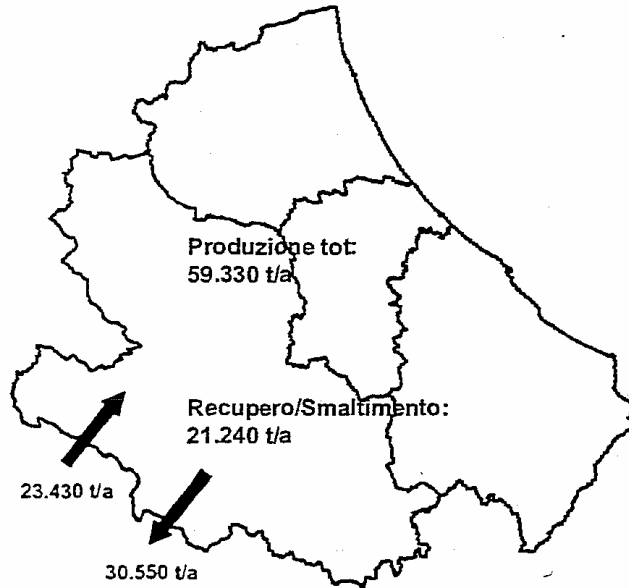 Produzione tot:
59.330 t/a
Recupero/Smaltimento:
21.240 t/a
23.430 t/a
30.550 t/a